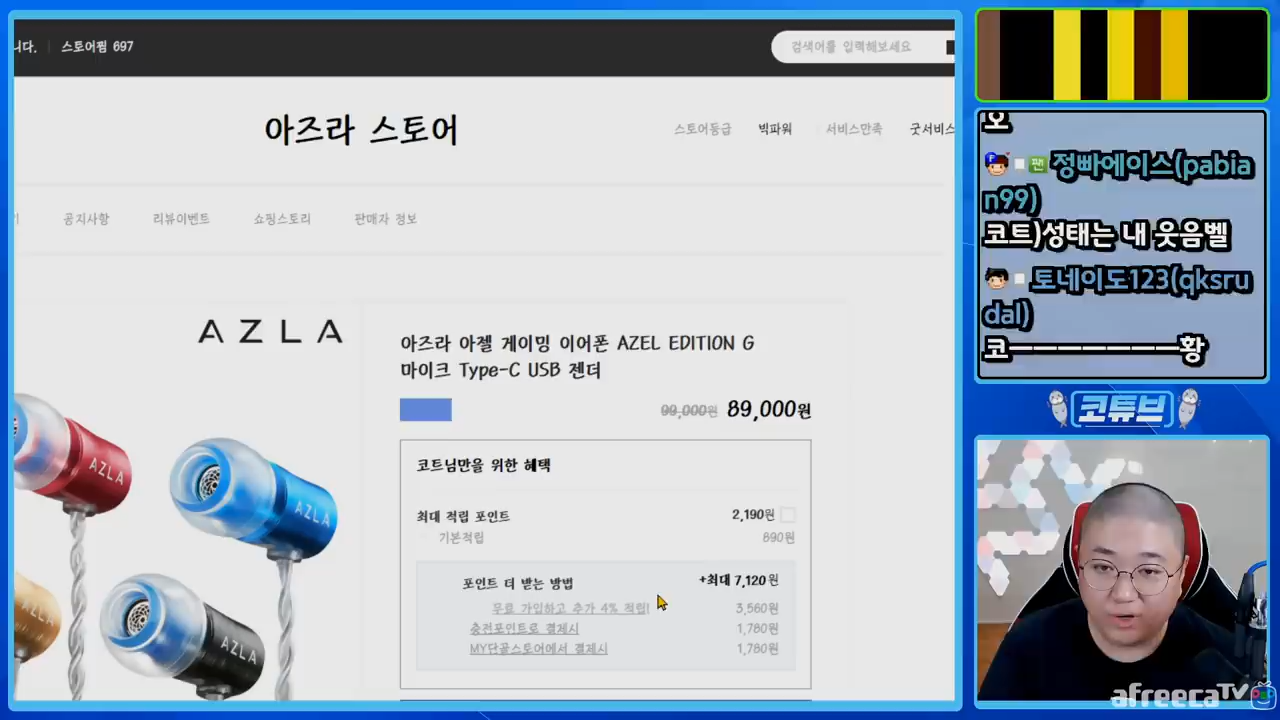 니다.
스토어찜 697
검색어를 입력해보세요
아즈라 스토어
스토어등급 빅파워 서비스만족 굿서비스
공지사항 리뷰이벤트 쇼핑스토리 판매자 정보
AZLA
아즈라 아젤 게이밍 이어폰 AZEL EDITION G
마이크 Type-C USB 젠더
99,000원 89,000원
코트님만을 위한 혜택
최대 적립 포인트 2,190원
기본적립 890원
포인트 더 받는 방법 +최대 7,120원
무료 가입하고 추가 4% 적립! 3,560원
충전포인트로 결제시 1,780원
MY단골스토어에서 결제시 1,780원
AZLA
AZLA
AZLA
호
팬 정빠에이스(pabia
n99)
코트)성태는 내 웃음벨
토네이도123(qksru
dal)
코ㅡㅡㅡㅡㅡㅡㅡ황
코튜브
afreecaTV